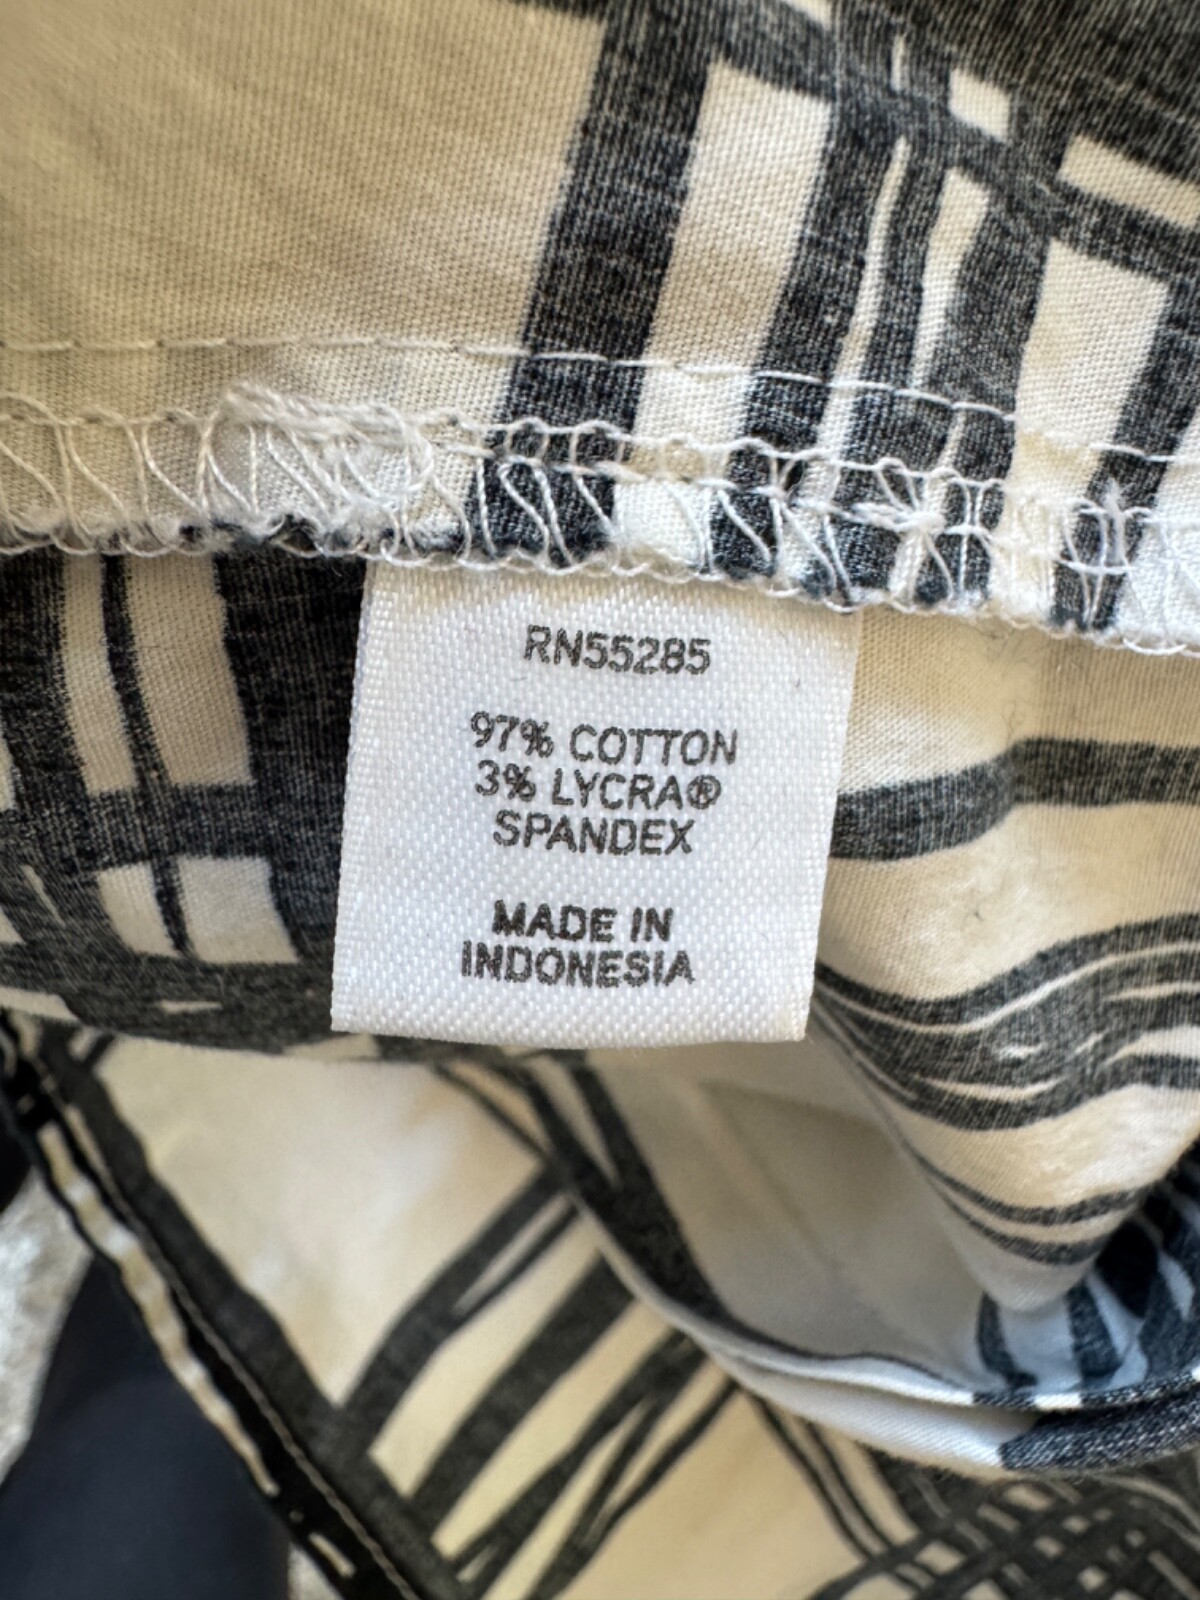 RN55285
97% COTTON
3% LYCRA®
SPANDEX
MADE IN
INDONESIA